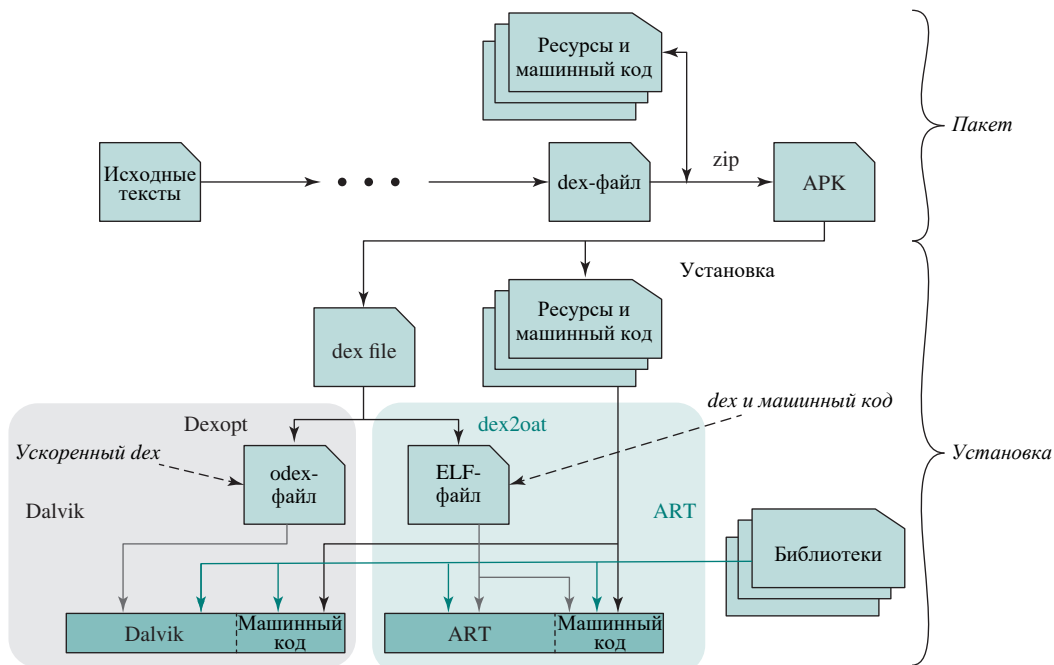 Ресурсы и
машинный код
Пакет
Исходные
тексты
• • •
dex-файл
zip
APK
Установка
Ресурсы и
машинный код
dex file
Dexopt
dex2oat
dex и машинный код
Ускоренный dex
odex-
файл
ELF-
файл
Установка
Dalvik
ART
Библиотеки
Dalvik
Машинный
код
ART
Машинный
код